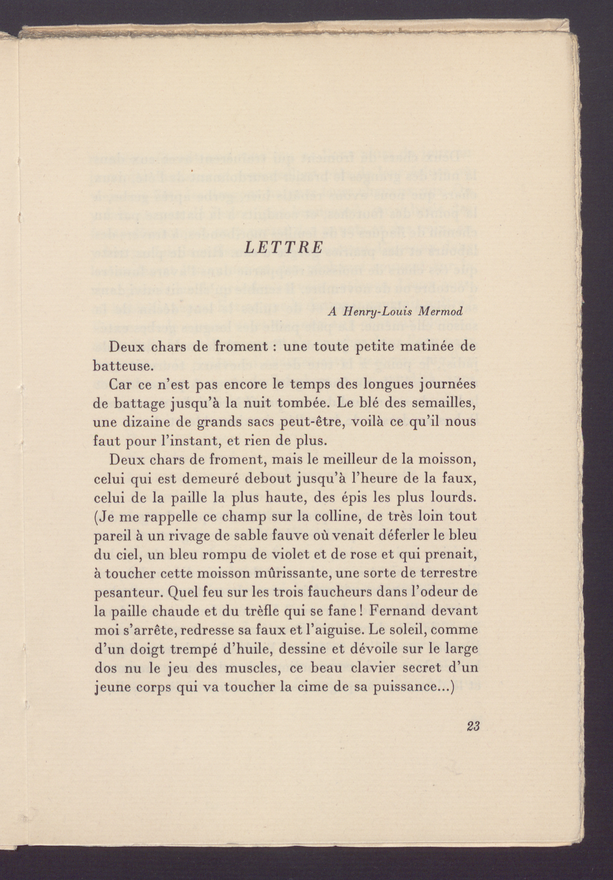 LETTRE
A Henry-Louis Mermod
Deux chars de froment : une toute petite matinée de
batteuse.
Car ce n'est pas encore le temps des longues journées
de battage jusqu'à la nuit tombée. Le blé des semailles,
une dizaine de grands sacs peut-être, voilà ce qu'il nous
faut pour l'instant, et rien de plus.
Deux chars de froment, mais le meilleur de la moisson,
celui qui est demeuré debout jusqu'à l'heure de la faux,
celui de la paille la plus haute, des épis les plus lourds.
(Je me rappelle ce champ sur la colline, de très loin tout
pareil à un rivage de sable fauve où venait déferler le bleu
du ciel, un bleu rompu de violet et de rose et qui prenait,
à toucher cette moisson mûrissante, une sorte de terrestre
pesanteur. Quel feu sur les trois faucheurs dans l'odeur de
la paille chaude et du trèfle qui se fane ! Fernand devant
moi s'arrête, redresse sa faux et l'aiguise. Le soleil, comme
d'un doigt trempé d'huile, dessine et dévoile sur le large
dos nu le jeu des muscles, ce beau clavier secret d'un
jeune corps qui va toucher la cime de sa puissance...)
23